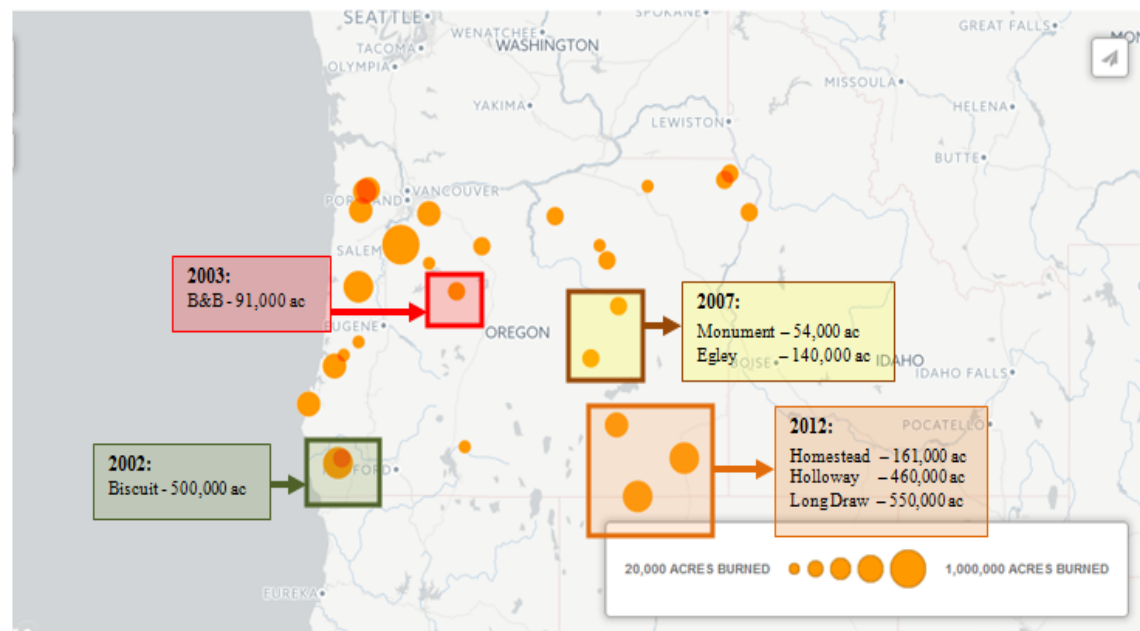 SEATTLE
SPOKANE
WENATCHEE
WASHINGTON
GREAT FALLS
MON
TACOMA
OLYMPIA
MISSOULA
YAKIMA
HELENA
LEWISTON
BUTTE
VANCOUVER
PORTLAND
SALEM
2003:
B&B - 91,000 ac
EUGENE
OREGON
2007:
Monument – 54,000 ac
Egley – 140,000 ac
BOISE
IDAHO
IDAHO FALLS
2012:
Homestead – 161,000 ac
Holloway – 460,000 ac
Long Draw – 550,000 ac
POCATELLO
2002:
Biscuit - 500,000 ac
FORD
20,000 ACRES BURNED
1,000,000 ACRES BURNED
EUREKA